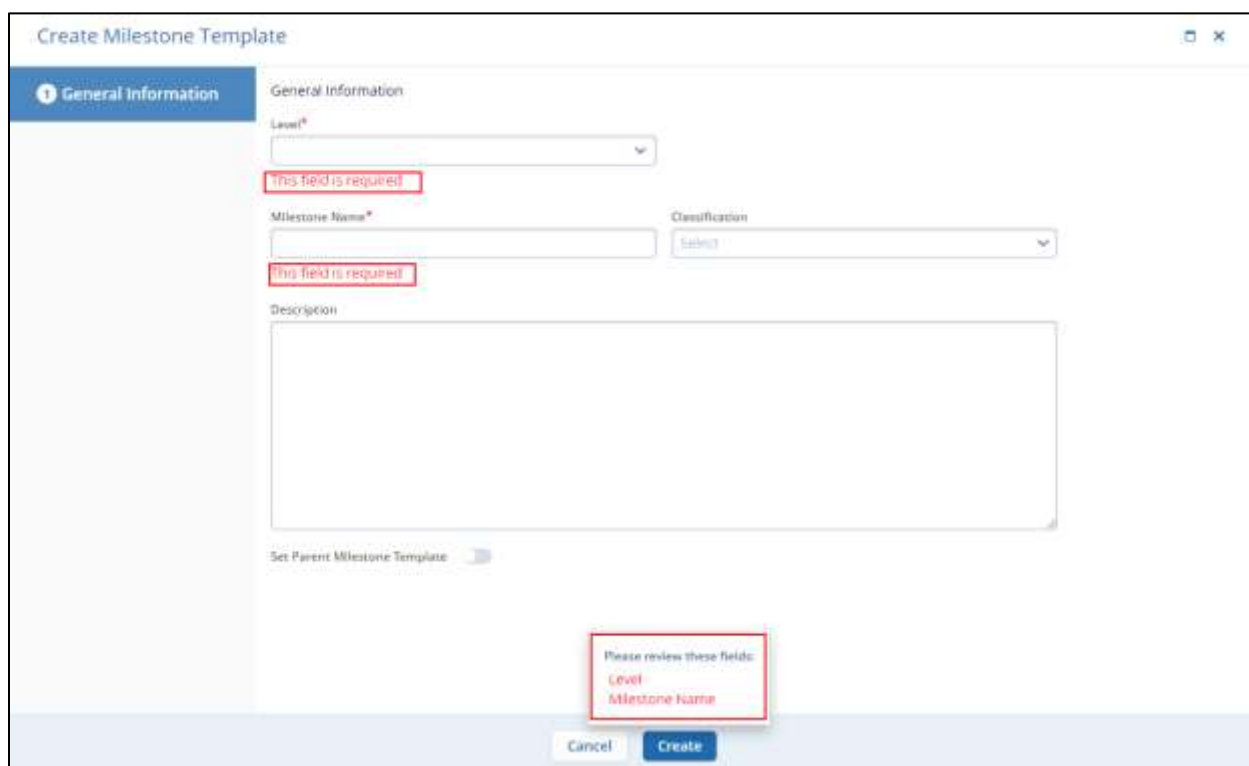 Create Milestone Template
1 General Information
General Information
Level*
This field is required
Milestone Name*
Classification
Select
This field is required
Description
Set Parent Milestone Template
Please review these fields:
Level
Milestone Name
Cancel
Create